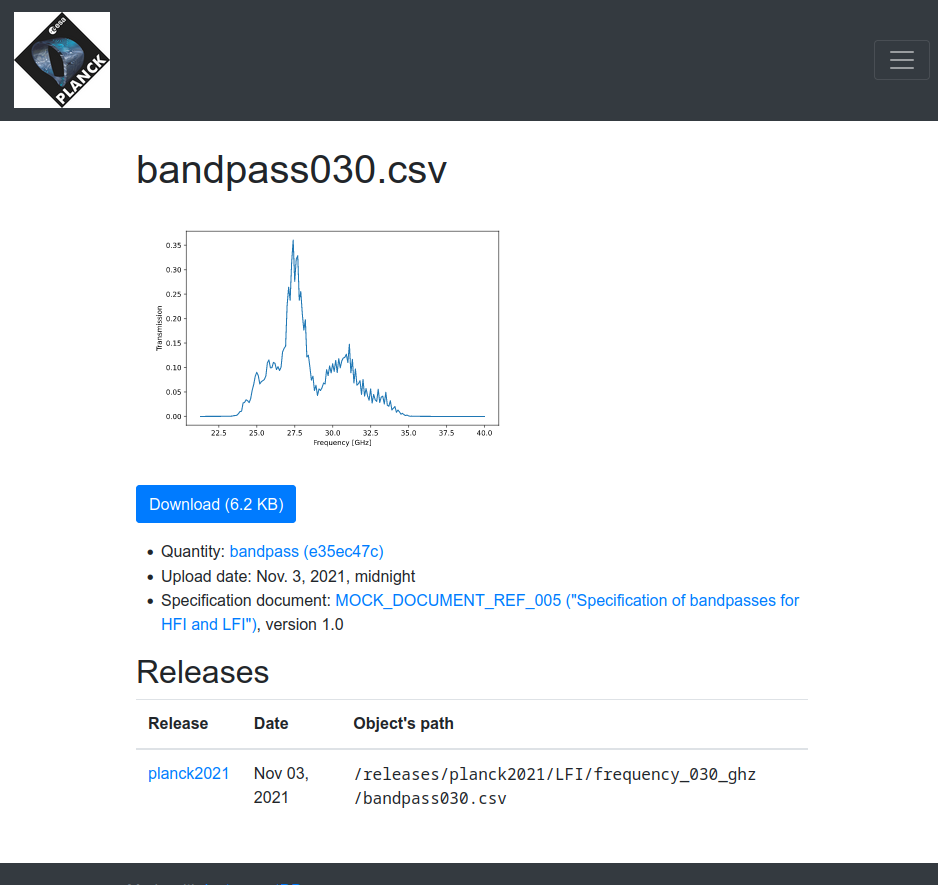 esa
PLANCK
bandpass030.csv
0.35
0.30
0.25
0.20
0.15
0.10
0.05
0.00
Transmission
22.5 25.0 27.5 30.0 32.5 35.0 37.5 40.0
Frequency [GHz]
Download (6.2 KB)
Quantity: bandpass (e35ec47c)
Upload date: Nov. 3, 2021, midnight
Specification document: MOCK_DOCUMENT_REF_005 ("Specification of bandpasses for
HFI and LFI"), version 1.0
Releases
Release Date Object's path
planck2021 Nov 03, /releases/planck2021/LFI/frequency_030_ghz
2021 /bandpass030.csv